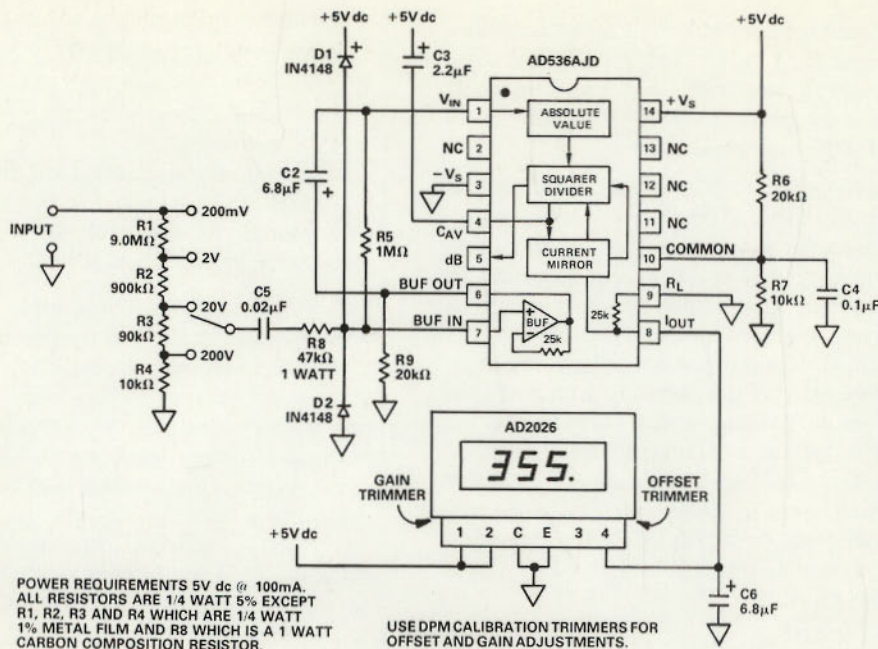 +5V dc
+5V dc
+5V dc
D1
IN4148
+
+
C3
2.2µF
AD536AJD
VIN
1
ABSOLUTE
VALUE
14
+VS
NC
2
13
NC
C2
6.8µF
+
-VS
3
SQUARER
DIVIDER
12
NC
R6
20kΩ
INPUT
200mV
R1
9.0MΩ
R5
1MΩ
CAV
4
11
NC
2V
dB
5
CURRENT
MIRROR
10
COMMON
R2
900kΩ
BUF OUT
6
25k
9
RL
R7
10kΩ
C4
0.1µF
20V
C5
0.02µF
BUF IN
7
+
BUF
−
25k
8
IOUT
R3
90kΩ
R8
47kΩ
1 WATT
R9
20kΩ
200V
R4
10kΩ
D2
IN4148
AD2026
355.
GAIN
TRIMMER
OFFSET
TRIMMER
+5V dc
1 2 C E 3 4
+
C6
6.8µF
POWER REQUIREMENTS 5V dc @ 100mA.
ALL RESISTORS ARE 1/4 WATT 5% EXCEPT
R1, R2, R3 AND R4 WHICH ARE 1/4 WATT
1% METAL FILM AND R8 WHICH IS A 1 WATT
CARBON COMPOSITION RESISTOR.
USE DPM CALIBRATION TRIMMERS FOR
OFFSET AND GAIN ADJUSTMENTS.